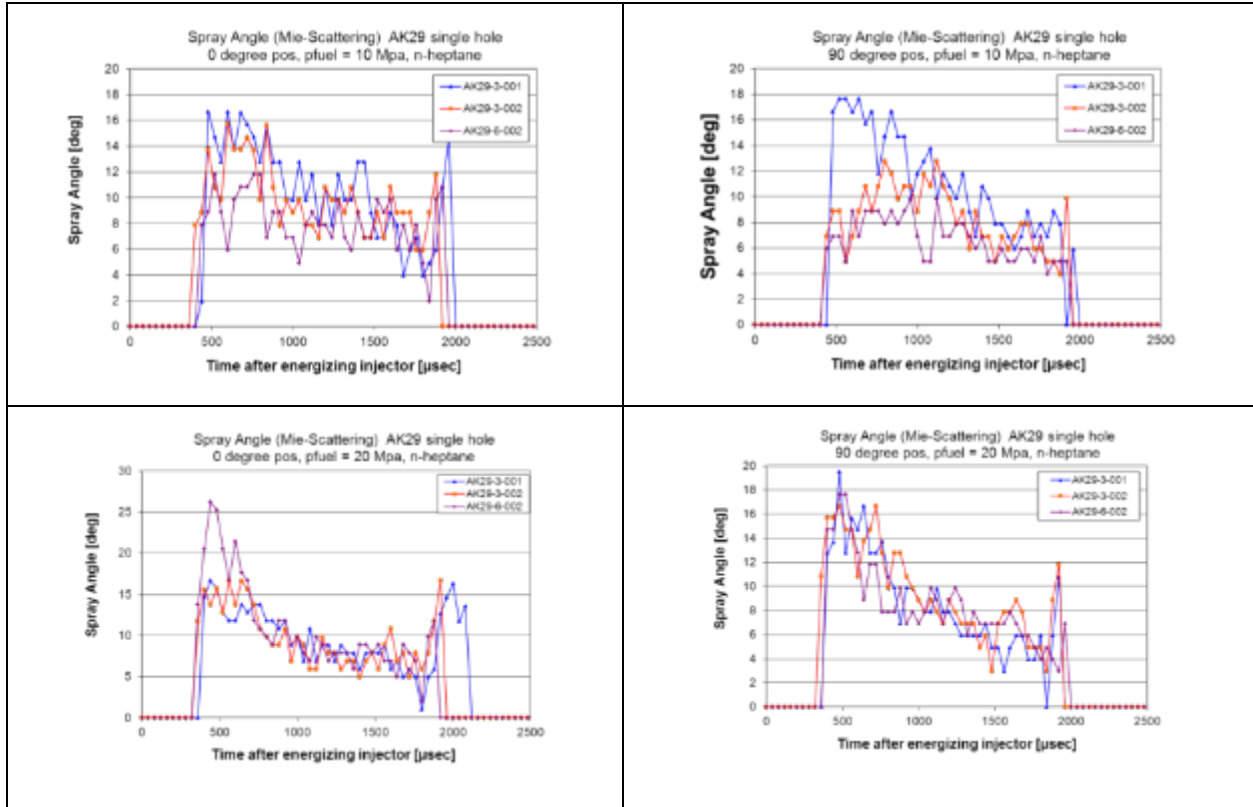 Spray Angle (Mie-Scattering) AK29 single hole
0 degree pos, pfuel = 10 Mpa, n-heptane
Spray Angle [deg]
20
18
16
14
12
10
8
6
4
2
0
AK29-3-001
AK29-3-002
AK29-6-002
0 500 1000 1500 2000 2500
Time after energizing injector [µsec]
Spray Angle (Mie-Scattering) AK29 single hole
90 degree pos, pfuel = 10 Mpa, n-heptane
Spray Angle [deg]
20
18
16
14
12
10
8
6
4
2
0
AK29-3-001
AK29-3-002
AK29-6-002
0 500 1000 1500 2000 2500
Time after energizing injector [µsec]
Spray Angle (Mie-Scattering) AK29 single hole
0 degree pos, pfuel = 20 Mpa, n-heptane
Spray Angle [deg]
30
25
20
15
10
5
0
AK29-3-001
AK29-3-002
AK29-6-002
0 500 1000 1500 2000 2500
Time after energizing injector [µsec]
Spray Angle (Mie-Scattering) AK29 single hole
90 degree pos, pfuel = 20 Mpa, n-heptane
Spray Angle [deg]
20
18
16
14
12
10
8
6
4
2
0
AK29-3-001
AK29-3-002
AK29-6-002
0 500 1000 1500 2000 2500
Time after energizing injector [µsec]